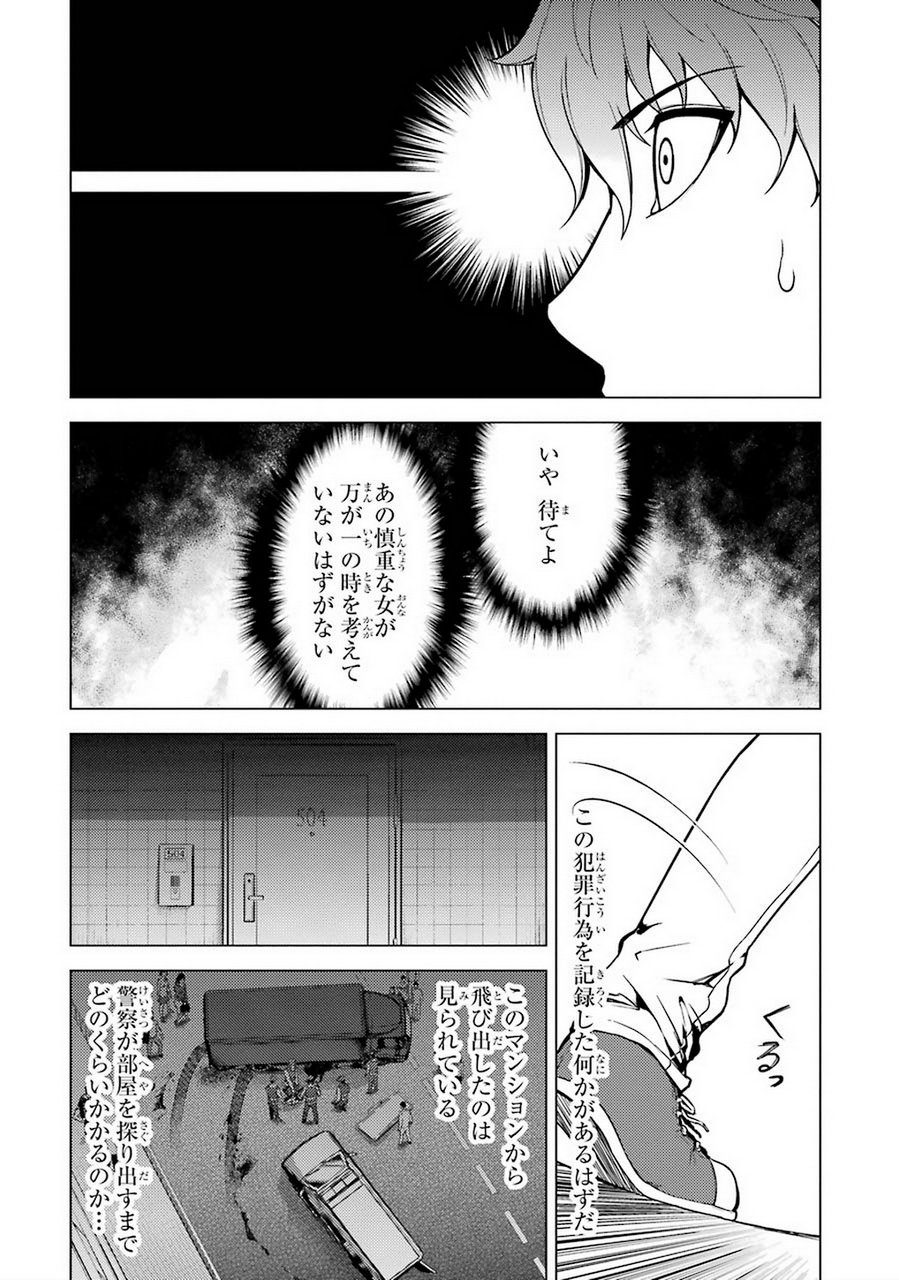 いや 待てよ
あの慎重な女が
万が一の時を考えて
いないはずがない
この犯罪行為を記録した何かがあるはずだ
くるっ
504
504
このマンションから
飛び出したのは
見られている
警察が部屋を探り出すまで
どのくらいかかるのか…